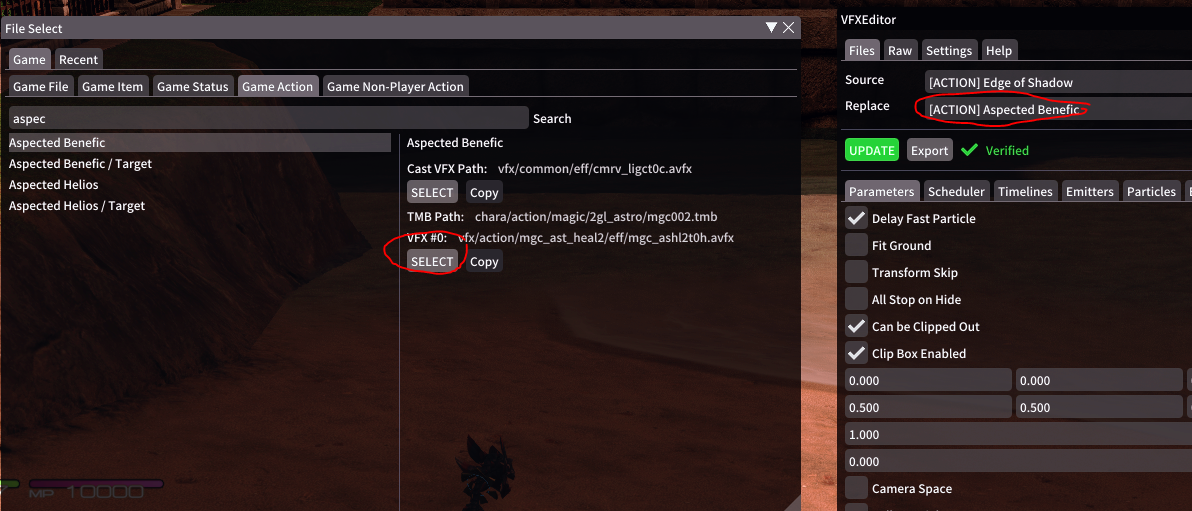 File Select
Game Recent
Game File Game Item Game Status Game Action Game Non-Player Action
aspec Search
Aspected Benefic
Aspected Benefic / Target
Aspected Helios
Aspected Helios / Target
Aspected Benefic
Cast VFX Path: vfx/common/eff/cmrv_ligct0c.avfx
SELECT Copy
TMB Path: chara/action/magic/2gl_astro/mgc002.tmb
VFX #0: vfx/action/mgc_ast_heal2/eff/mgc_ashl2t0h.avfx
SELECT Copy
MP 10000
VFXEditor
Files Raw Settings Help
Source [ACTION] Edge of Shadow
Replace [ACTION] Aspected Benefic
UPDATE Export Verified
Parameters Scheduler Timelines Emitters Particles
Delay Fast Particle
Fit Ground
Transform Skip
All Stop on Hide
Can be Clipped Out
Clip Box Enabled
0.000 0.000
0.500 0.500
1.000
0.000
Camera Space